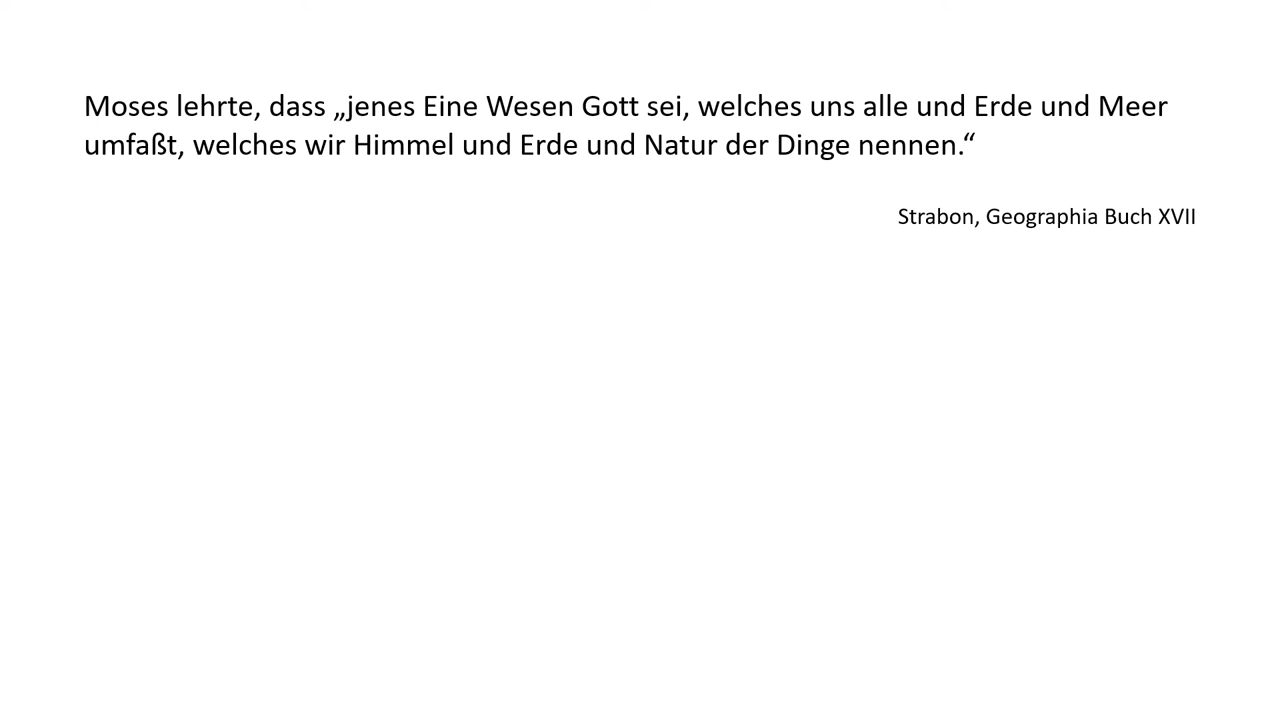 Moses lehrte, dass „jenes Eine Wesen Gott sei, welches uns alle und Erde und Meer
umfaßt, welches wir Himmel und Erde und Natur der Dinge nennen.“
Strabon, Geographia Buch XVII